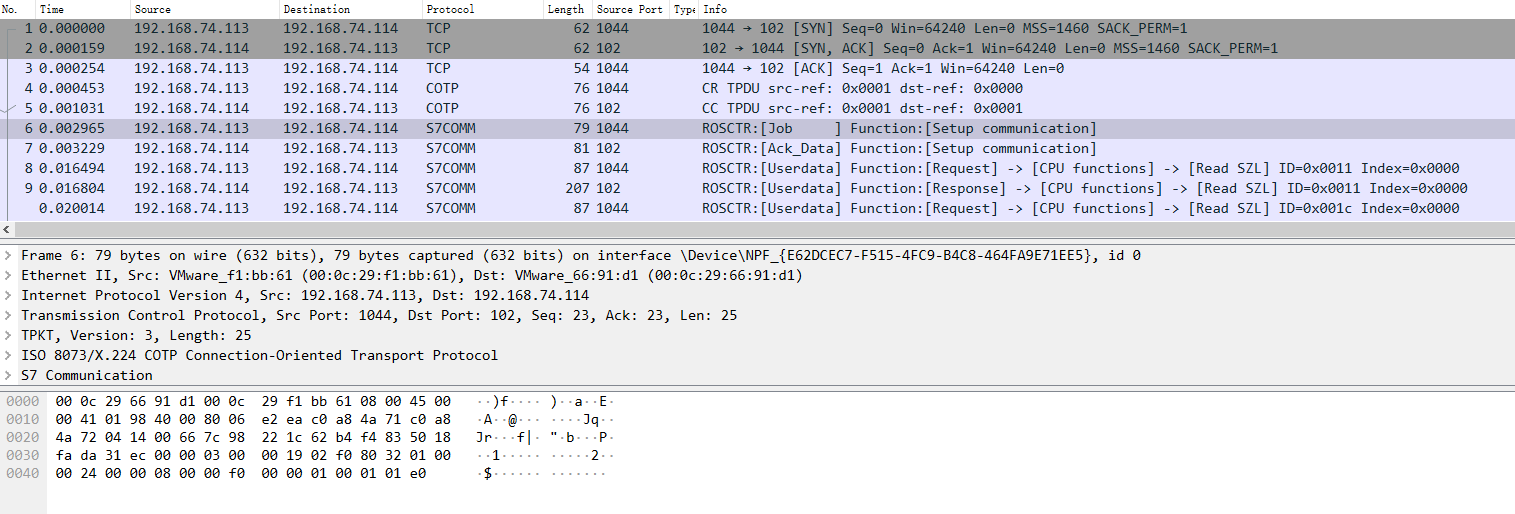 No. Time Source Destination Protocol Length Source Port Type Info
1 0.000000 192.168.74.113 192.168.74.114 TCP 62 1044 1044 → 102 [SYN] Seq=0 Win=64240 Len=0 MSS=1460 SACK_PERM=1
2 0.000159 192.168.74.114 192.168.74.113 TCP 62 102 102 → 1044 [SYN, ACK] Seq=0 Ack=1 Win=64240 Len=0 MSS=1460 SACK_PERM=1
3 0.000254 192.168.74.113 192.168.74.114 TCP 54 1044 1044 → 102 [ACK] Seq=1 Ack=1 Win=64240 Len=0
4 0.000453 192.168.74.113 192.168.74.114 COTP 76 1044 CR TPDU src-ref: 0x0001 dst-ref: 0x0000
5 0.001031 192.168.74.114 192.168.74.113 COTP 76 102 CC TPDU src-ref: 0x0001 dst-ref: 0x0001
6 0.002965 192.168.74.113 192.168.74.114 S7COMM 79 1044 ROSCTR:[Job     ] Function:[Setup communication]
7 0.003229 192.168.74.114 192.168.74.113 S7COMM 81 102 ROSCTR:[Ack_Data] Function:[Setup communication]
8 0.016494 192.168.74.113 192.168.74.114 S7COMM 87 1044 ROSCTR:[Userdata] Function:[Request] -> [CPU functions] -> [Read SZL] ID=0x0011 Index=0x0000
9 0.016804 192.168.74.114 192.168.74.113 S7COMM 207 102 ROSCTR:[Userdata] Function:[Response] -> [CPU functions] -> [Read SZL] ID=0x0011 Index=0x0000
0.020014 192.168.74.113 192.168.74.114 S7COMM 87 1044 ROSCTR:[Userdata] Function:[Request] -> [CPU functions] -> [Read SZL] ID=0x001c Index=0x0000
Frame 6: 79 bytes on wire (632 bits), 79 bytes captured (632 bits) on interface \Device\NPF_{E62DCEC7-F515-4FC9-B4C8-464FA9E71EE5}, id 0
Ethernet II, Src: VMware_f1:bb:61 (00:0c:29:f1:bb:61), Dst: VMware_66:91:d1 (00:0c:29:66:91:d1)
Internet Protocol Version 4, Src: 192.168.74.113, Dst: 192.168.74.114
Transmission Control Protocol, Src Port: 1044, Dst Port: 102, Seq: 23, Ack: 23, Len: 25
TPKT, Version: 3, Length: 25
ISO 8073/X.224 COTP Connection-Oriented Transport Protocol
S7 Communication
0000 00 0c 29 66 91 d1 00 0c 29 f1 bb 61 08 00 45 00 ··)f···· )··a··E·
0010 00 41 01 98 40 00 80 06 e2 ea c0 a8 4a 71 c0 a8 ·A··@··· ····Jq··
0020 4a 72 04 14 00 66 7c 98 22 1c 62 b4 f4 83 50 18 Jr···f|· "·b···P·
0030 fa da 31 ec 00 00 03 00 00 19 02 f0 80 32 01 00 ··1····· ·····2··
0040 00 24 00 00 08 00 00 f0 00 00 01 00 01 01 e0 ·$······ ·······